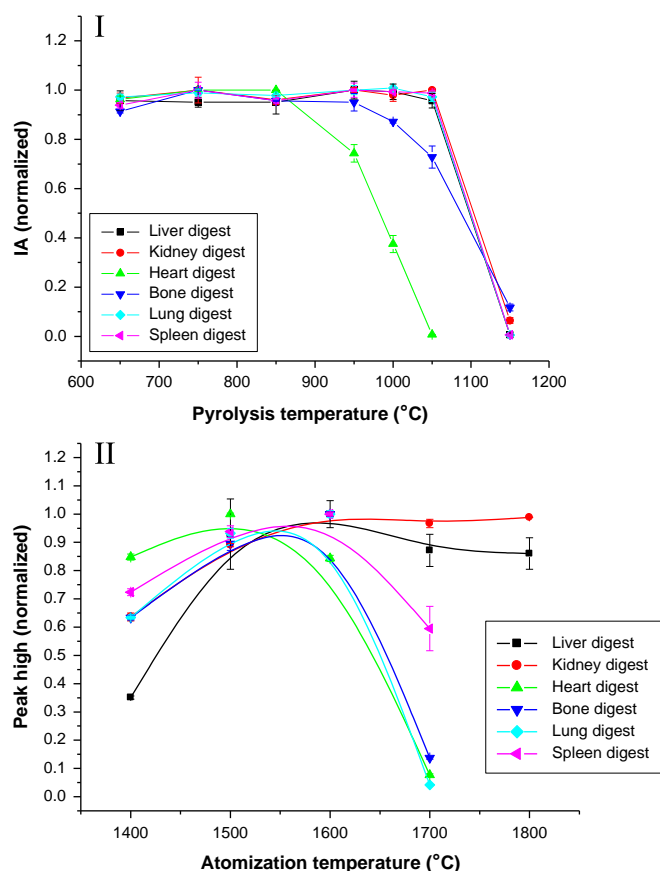 I
1.2
1.0
0.8
0.6
0.4
0.2
0.0
IA (normalized)
Liver digest
Kidney digest
Heart digest
Bone digest
Lung digest
Spleen digest
600 700 800 900 1000 1100 1200
Pyrolysis temperature (°C)
II
1.2
1.1
1.0
0.9
0.8
0.7
0.6
0.5
0.4
0.3
0.2
0.1
0.0
Peak high (normalized)
Liver digest
Kidney digest
Heart digest
Bone digest
Lung digest
Spleen digest
1400 1500 1600 1700 1800
Atomization temperature (°C)